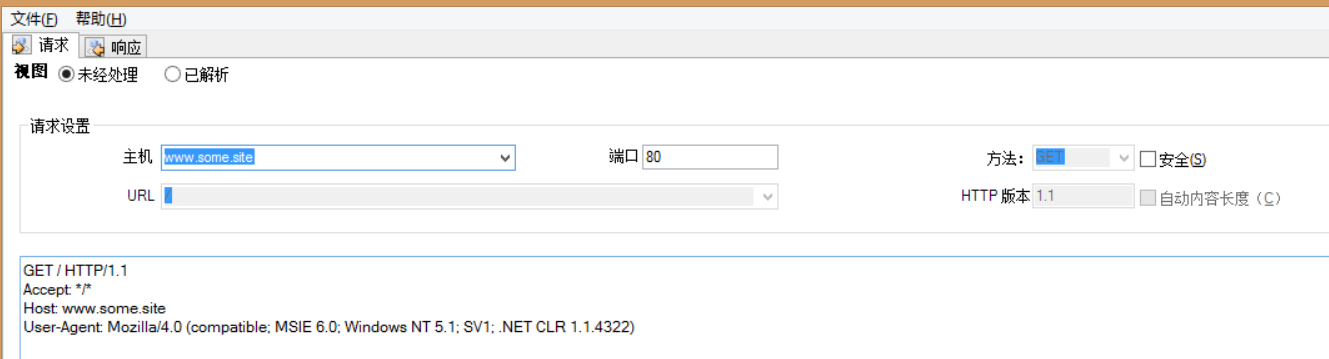 文件(F) 帮助(H)
请求 响应
视图 未经处理 已解析
请求设置
主机 www.some.site 端口 80 方法: GET 安全(S)
URL / HTTP 版本 1.1 自动内容长度（C）
GET / HTTP/1.1
Accept: */*
Host: www.some.site
User-Agent: Mozilla/4.0 (compatible; MSIE 6.0; Windows NT 5.1; SV1; .NET CLR 1.1.4322)